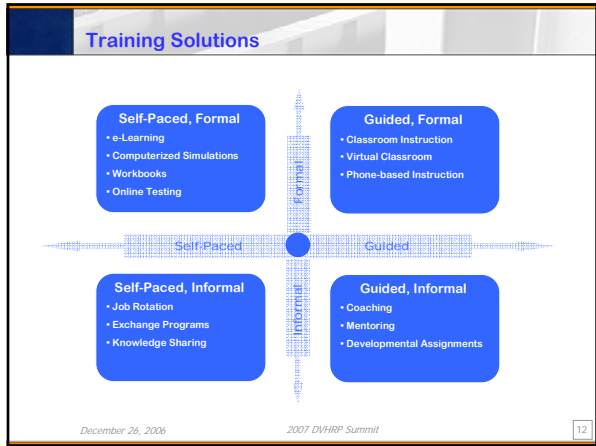 Training Solutions
Self-Paced, Formal
• e-Learning
• Computerized Simulations
• Workbooks
• Online Testing
Guided, Formal
• Classroom Instruction
• Virtual Classroom
• Phone-based Instruction
Formal
Self-Paced
Guided
Informal
Self-Paced, Informal
• Job Rotation
• Exchange Programs
• Knowledge Sharing
Guided, Informal
• Coaching
• Mentoring
• Developmental Assignments
December 26, 2006
2007 DVHRP Summit
12